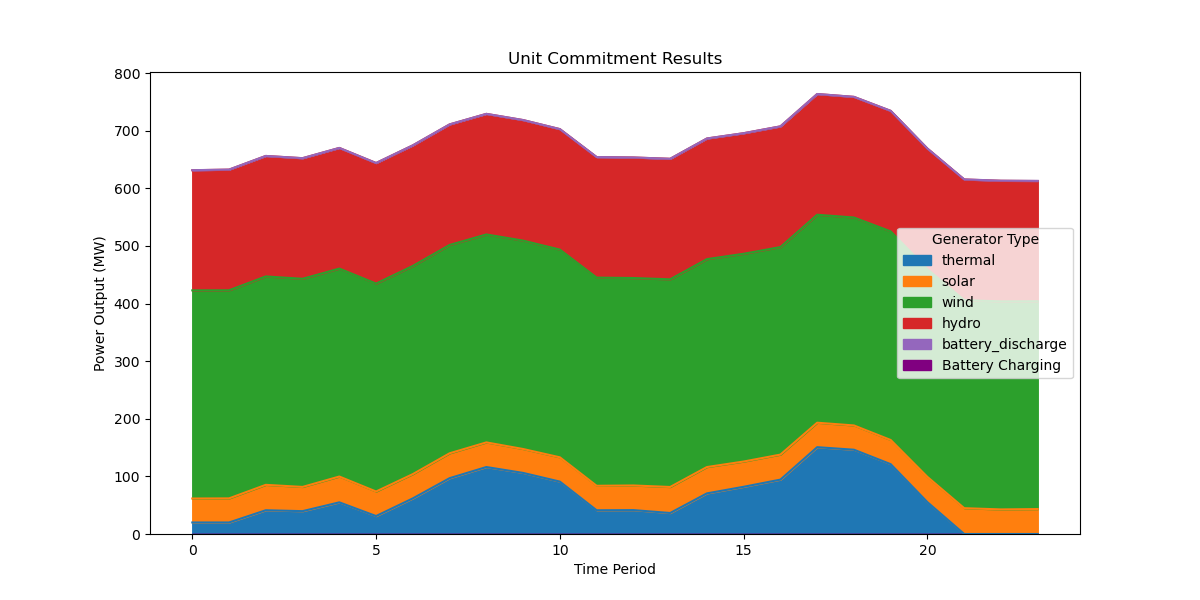 Unit Commitment Results
800
700
600
500
400
300
200
100
0
Power Output (MW)
0 5 10 15 20
Time Period
Generator Type
thermal
solar
wind
hydro
battery_discharge
Battery Charging